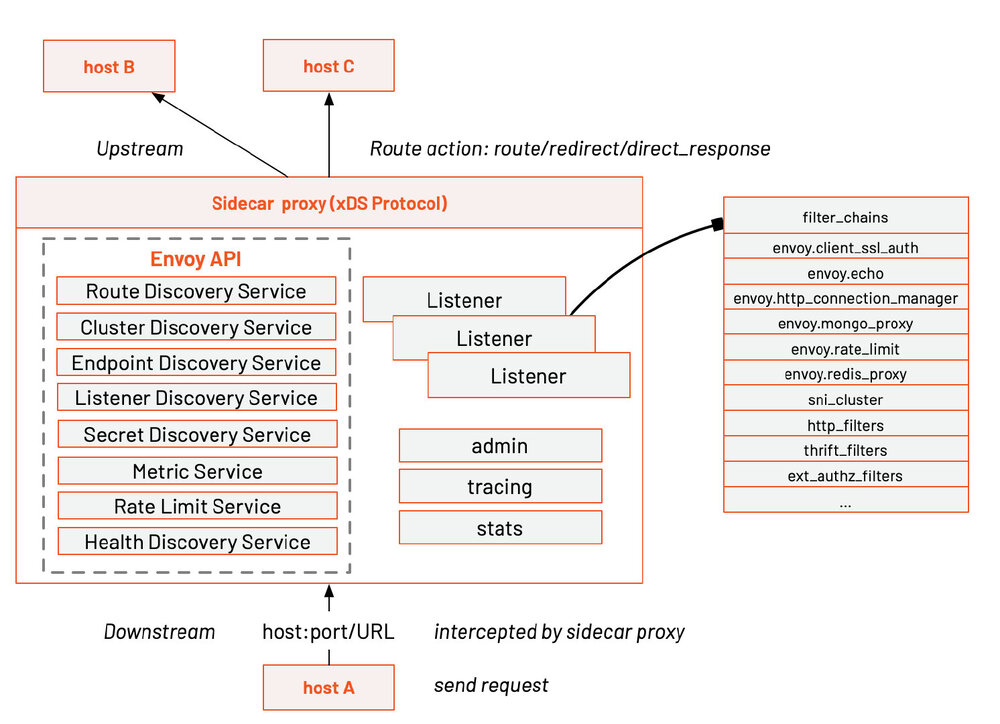 host B
host C
Upstream
Route action: route/redirect/direct_response
Sidecar proxy (xDS Protocol)
Envoy API
Route Discovery Service
Cluster Discovery Service
Endpoint Discovery Service
Listener Discovery Service
Secret Discovery Service
Metric Service
Rate Limit Service
Health Discovery Service
Listener
Listener
Listener
admin
tracing
stats
filter_chains
envoy.client_ssl_auth
envoy.echo
envoy.http_connection_manager
envoy.mongo_proxy
envoy.rate_limit
envoy.redis_proxy
sni_cluster
http_filters
thrift_filters
ext_authz_filters
...
Downstream
host:port/URL
intercepted by sidecar proxy
host A
send request